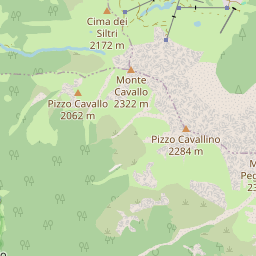 Cima dei
Siltri
2172 m
Monte
Cavallo
2322 m
Pizzo Cavallo
2062 m
Pizzo Cavallino
2284 m